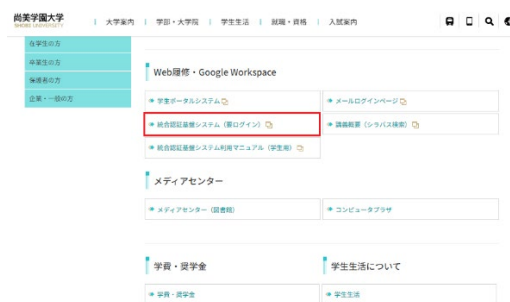 尚美学園大学
SHOBI UNIVERSITY
大学案内 | 学部・大学院 | 学生生活 | 就職・資格 | 入試案内
在学生の方
卒業生の方
保護者の方
企業・一般の方
Web履修・Google Workspace
学生ポータルシステム
メールログインページ
統合認証基盤システム（要ログイン）
講義概要（シラバス検索）
統合認証基盤システム利用マニュアル（学生用）
メディアセンター
メディアセンター（図書館）
コンピュータプラザ
学費・奨学金
学生生活について
学費・奨学金
学生生活